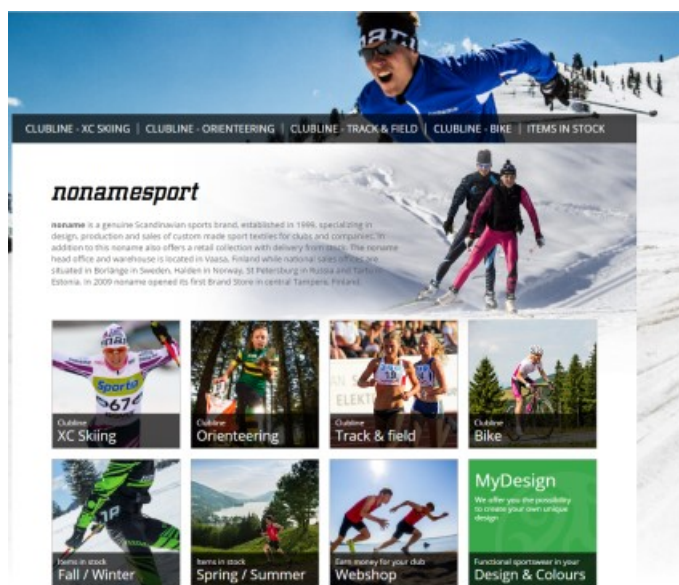 CLUBLINE - XC SKIING | CLUBLINE - ORIENTEERING | CLUBLINE - TRACK & FIELD | CLUBLINE - BIKE | ITEMS IN STOCK
nonamesport
noname is a genuine Scandinavian sports brand, established in 1999, specializing in
design, production and sales of custom made sport textiles for clubs and companies. In
addition to this noname also offers a retail collection with delivery from stock. The noname
head office and warehouse is located in Vaasa, Finland while national sales offices are
situated in Borlänge in Sweden, Halden in Norway, St Petersburg in Russia and Tartu in
Estonia. In 2009 noname opened its first Brand Store in central Tampere, Finland.
Sporta
67
19
ELEKT
Clubline
XC Skiing
Clubline
Orienteering
Clubline
Track & field
Clubline
Bike
MyDesign
We offer you the possibility
to create your own unique
design
Items in stock
Fall / Winter
Items in stock
Spring / Summer
Earn money for your club
Webshop
Functional sportswear in your
Design & Colours